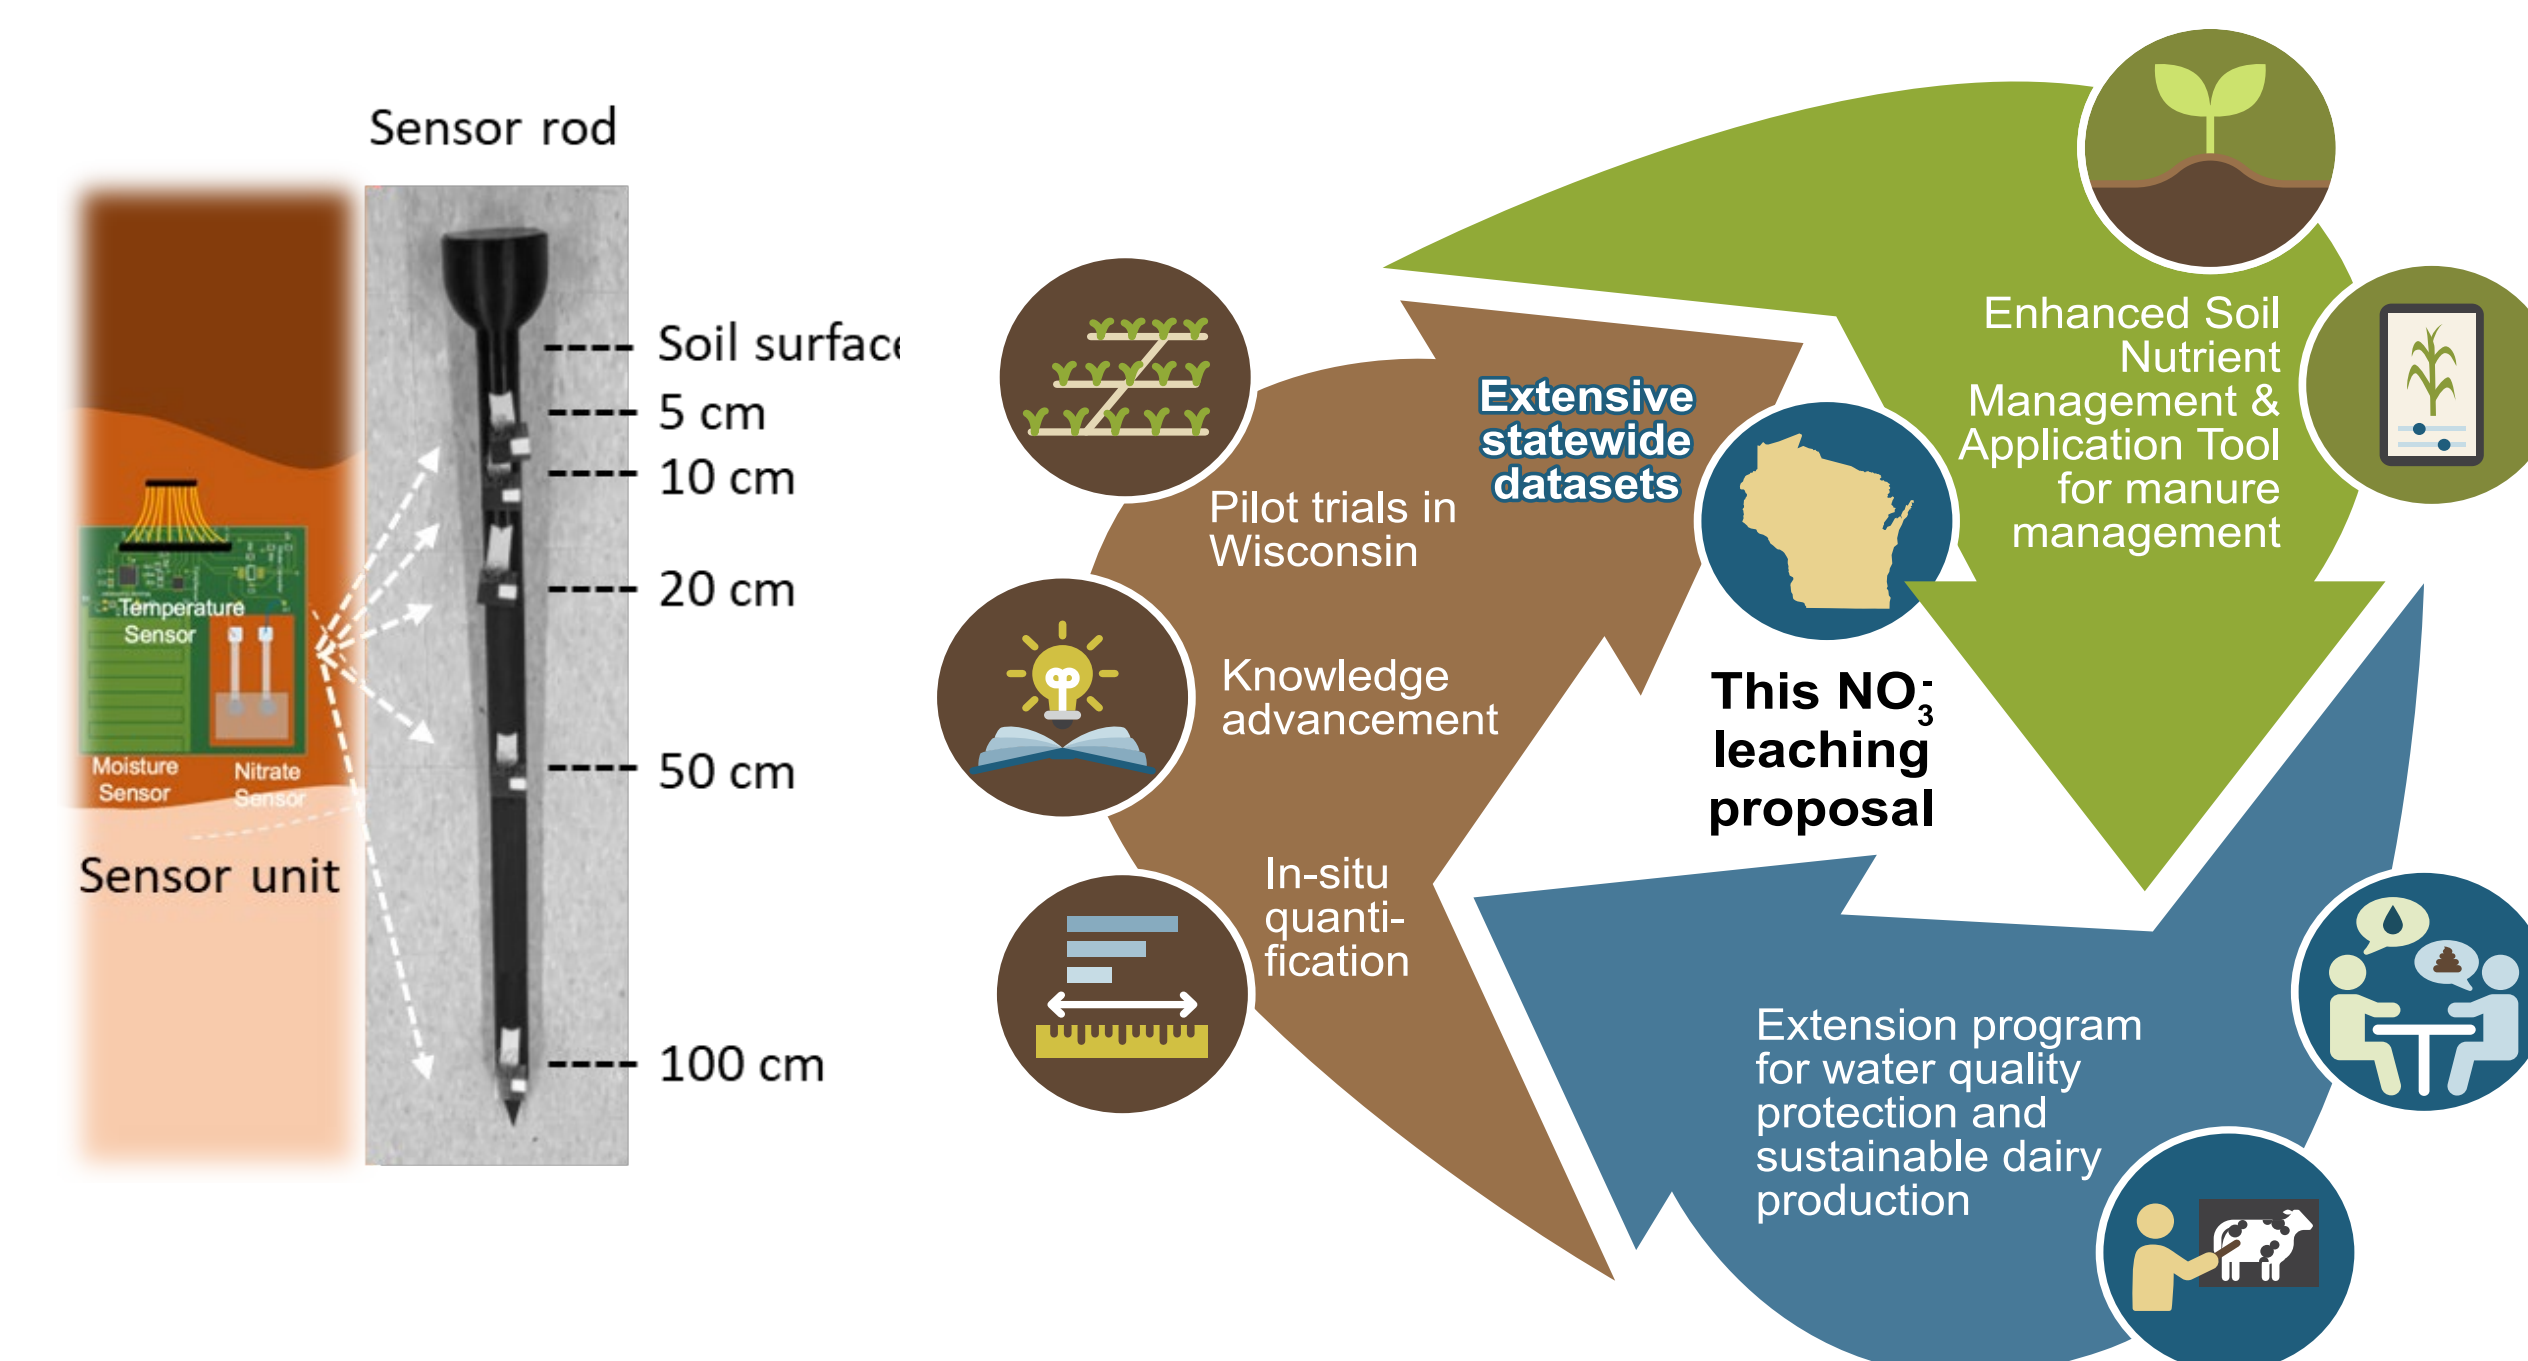 Sensor rod
Soil surface
5 cm
10 cm
20 cm
50 cm
100 cm
Temperature
Sensor
Moisture
Sensor
Nitrate
Sensor
Sensor unit
Extensive
statewide
datasets
Pilot trials in
Wisconsin
Knowledge
advancement
In-situ
quanti-
fication
Enhanced Soil
Nutrient
Management &
Application Tool
for manure
management
This NO₃⁻
leaching
proposal
Extension program
for water quality
protection and
sustainable dairy
production